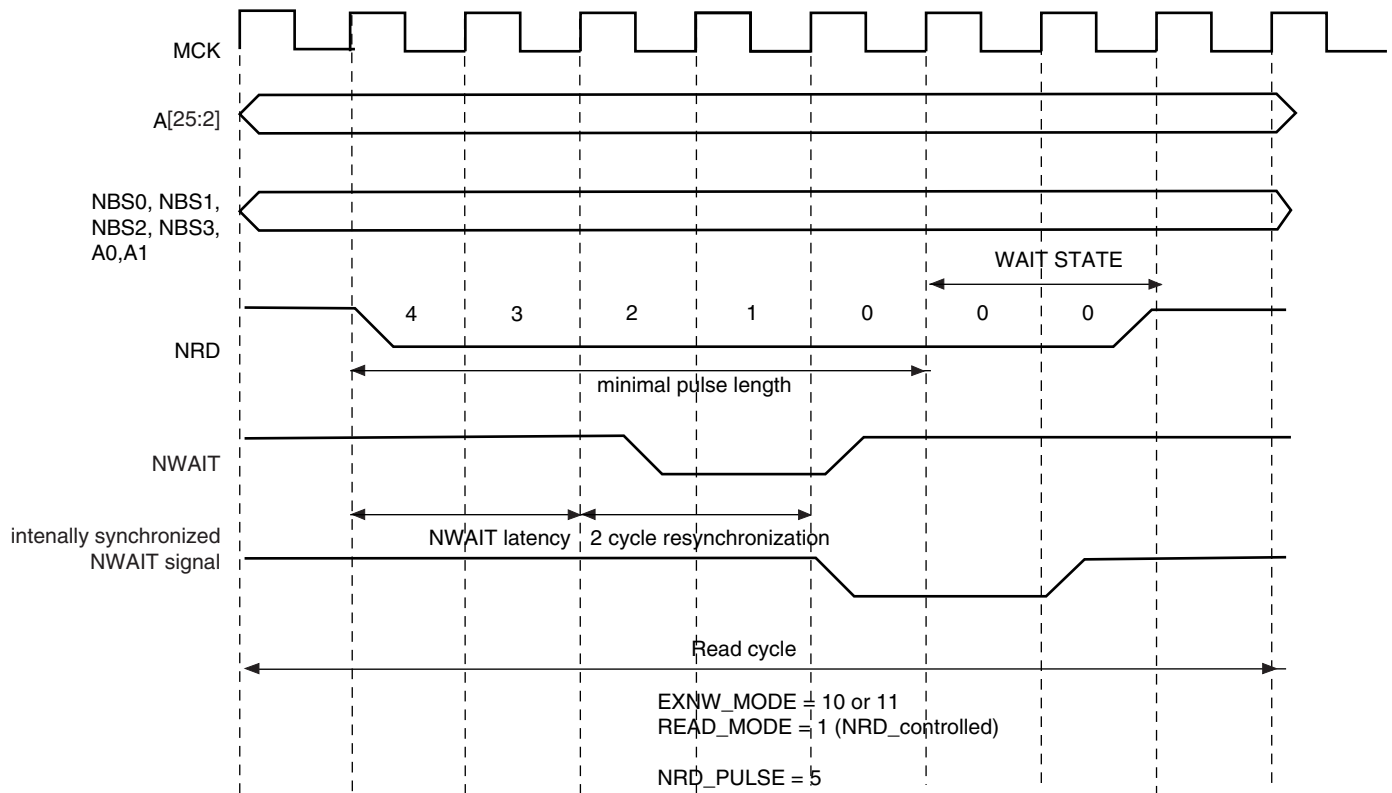 MCK
A[25:2]
NBS0, NBS1,
NBS2, NBS3,
A0,A1
WAIT STATE
4 3 2 1 0 0 0
NRD
minimal pulse length
NWAIT
NWAIT latency 2 cycle resynchronization
intenally synchronized
NWAIT signal
Read cycle
EXNW_MODE = 10 or 11
READ_MODE = 1 (NRD_controlled)
NRD_PULSE = 5